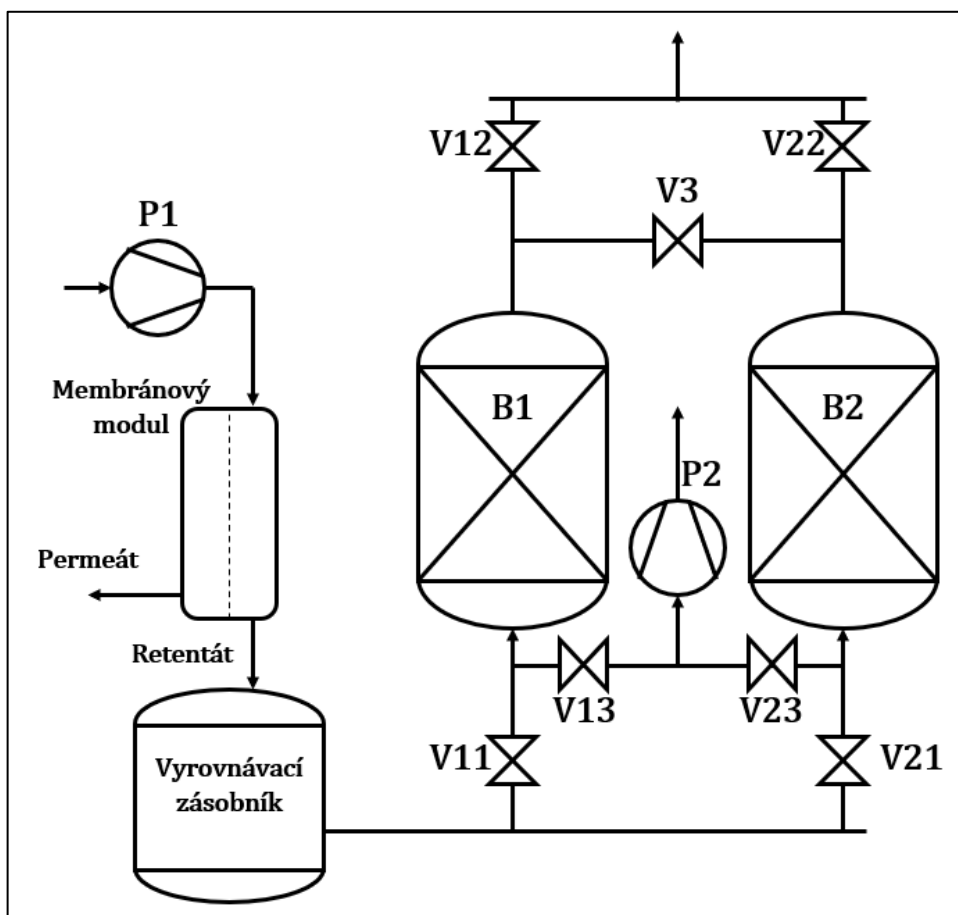 V12
V22
V3
P1
Membránový
modul
B1
B2
P2
Permeát
Retentát
V13
V23
V11
V21
Vyrovnávací
zásobník